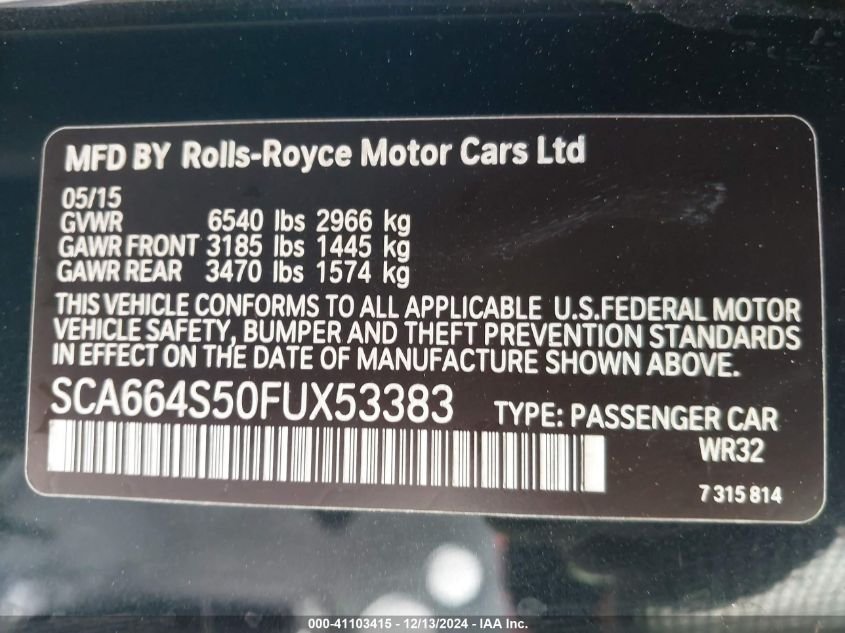 MFD BY Rolls-Royce Motor Cars Ltd
05/15
GVWR 6540 lbs 2966 kg
GAWR FRONT 3185 lbs 1445 kg
GAWR REAR 3470 lbs 1574 kg
THIS VEHICLE CONFORMS TO ALL APPLICABLE U.S.FEDERAL MOTOR
VEHICLE SAFETY, BUMPER AND THEFT PREVENTION STANDARDS
IN EFFECT ON THE DATE OF MANUFACTURE SHOWN ABOVE.
SCA664S50FUX53383 TYPE: PASSENGER CAR
WR32
7 315 814
000-41103415 - 12/13/2024 - IAA Inc.